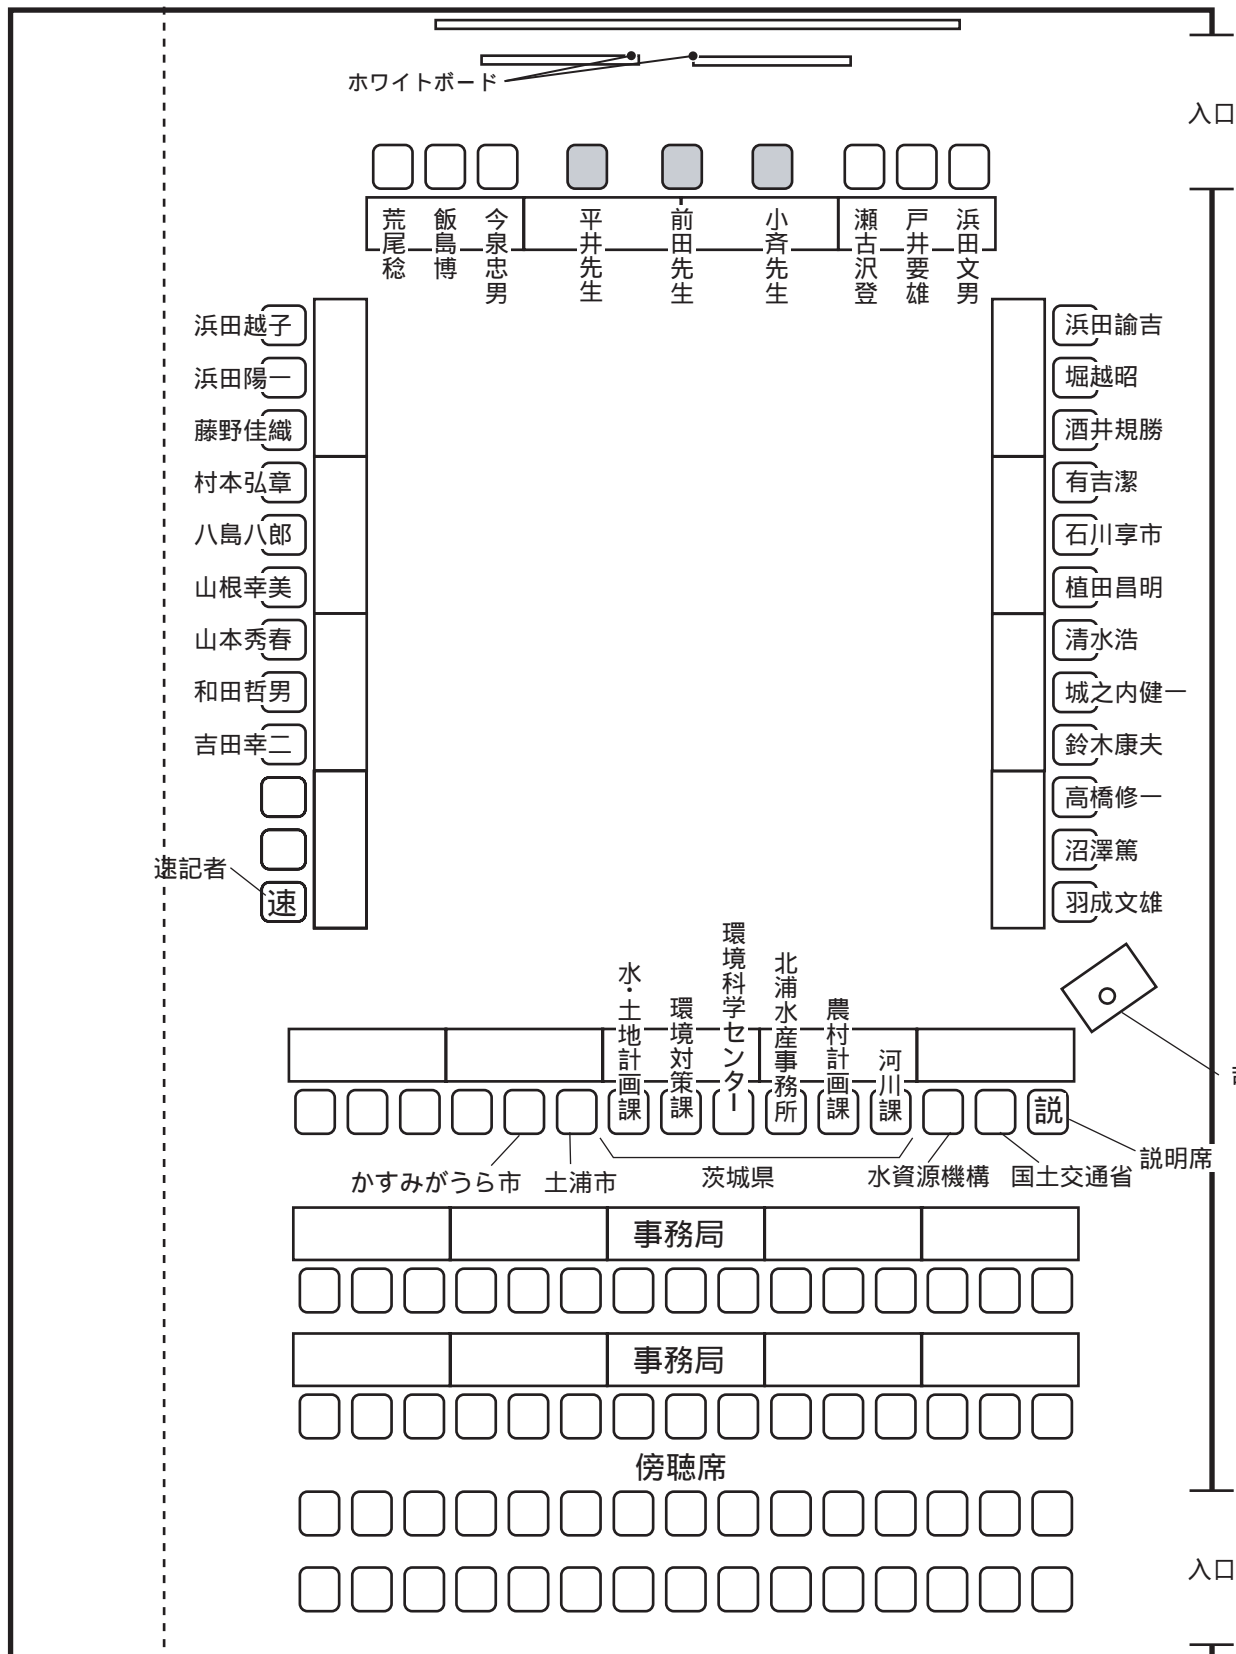 ホワイトボード
入口
荒尾稔
飯島博
今泉忠男
平井先生
前田先生
小斉先生
瀬古沢登
戸井要雄
浜田文男
浜田越子
浜田陽一
藤野佳織
村本弘章
八島八郎
山根幸美
山本秀春
和田哲男
吉田幸二
速記者
速
浜田諭吉
堀越昭
酒井規勝
有吉潔
石川享市
植田昌明
清水浩
城之内健一
鈴木康夫
高橋修一
沼澤篤
羽成文雄
水・土地計画課
環境対策課
環境科学センター
北浦水産事務所
農村計画課
河川課
説
説明席
かすみがうら市
土浦市
茨城県
水資源機構
国土交通省
事務局
事務局
傍聴席
入口